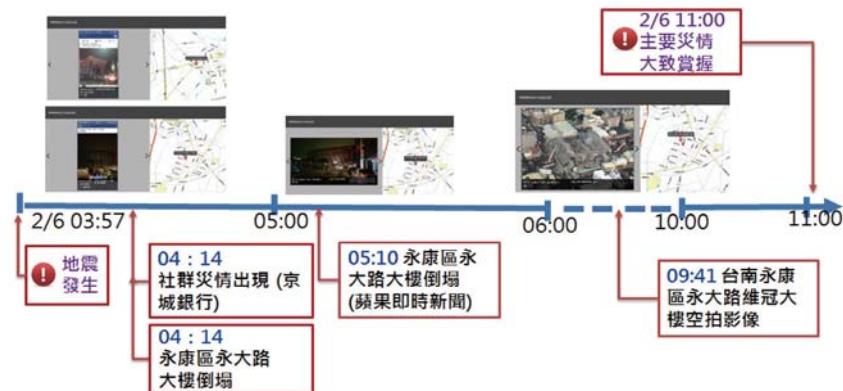 2/6 11:00
主要災情
大致賞握
2/6 03:57
05:00
06:00
10:00
11:00
地震
發生
04：14
社群災情出現 (京
城銀行)
04：14
永康區永大路
大樓倒塌
05:10 永康區永
大路大樓倒塌
(蘋果即時新聞)
09:41 台南永康
區永大路維冠大
樓空拍影像